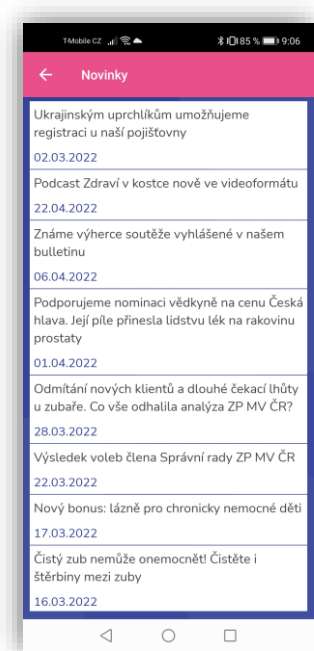 T-Mobile CZ 85 % 9:06
Novinky
Ukrajinským uprchlíkům umožňujeme
registraci u naší pojišťovny
02.03.2022
Podcast Zdraví v kostce nově ve videoformátu
22.04.2022
Známe výherce soutěže vyhlášené v našem
bulletinu
06.04.2022
Podporujeme nominaci vědkyně na cenu Česká
hlava. Její píle přinesla lidstvu lék na rakovinu
prostaty
01.04.2022
Odmítání nových klientů a dlouhé čekací lhůty
u zubaře. Co vše odhalila analýza ZP MV ČR?
28.03.2022
Výsledek voleb člena Správní rady ZP MV ČR
22.03.2022
Nový bonus: lázně pro chronicky nemocné děti
17.03.2022
Čistý zub nemůže onemocnět! Čistěte i
štěrbiny mezi zuby
16.03.2022